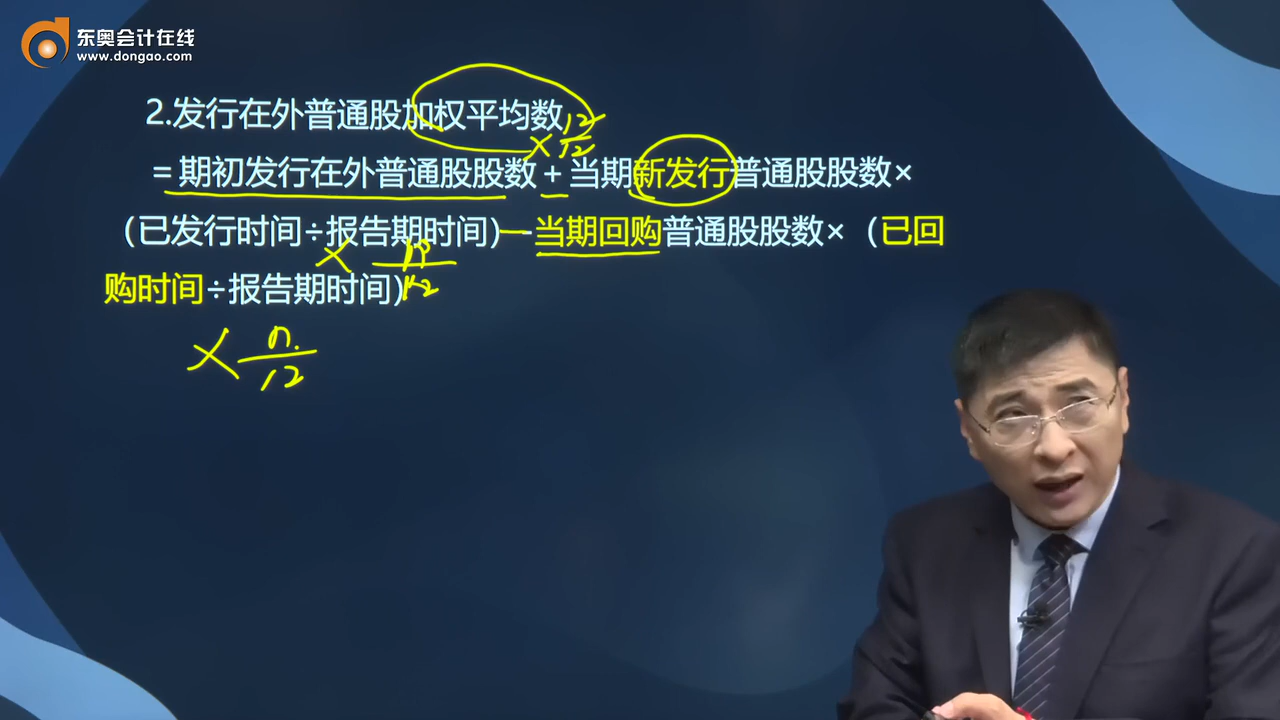 东奥会计在线
www.dongao.com
2.发行在外普通股加权平均数
×12/12
=期初发行在外普通股股数+当期新发行普通股股数×
(已发行时间÷报告期时间)-当期回购普通股股数×(已回
购时间÷报告期时间)
×n/12